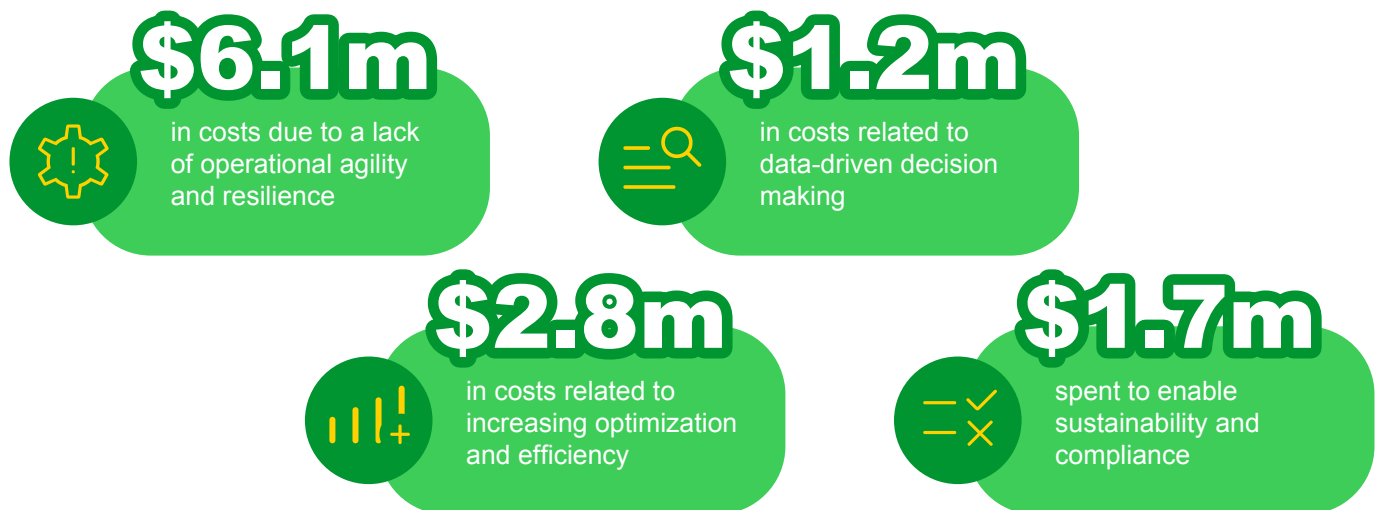 $6.1m
in costs due to a lack
of operational agility
and resilience
$1.2m
in costs related to
data-driven decision
making
$2.8m
in costs related to
increasing optimization
and efficiency
$1.7m
spent to enable
sustainability and
compliance